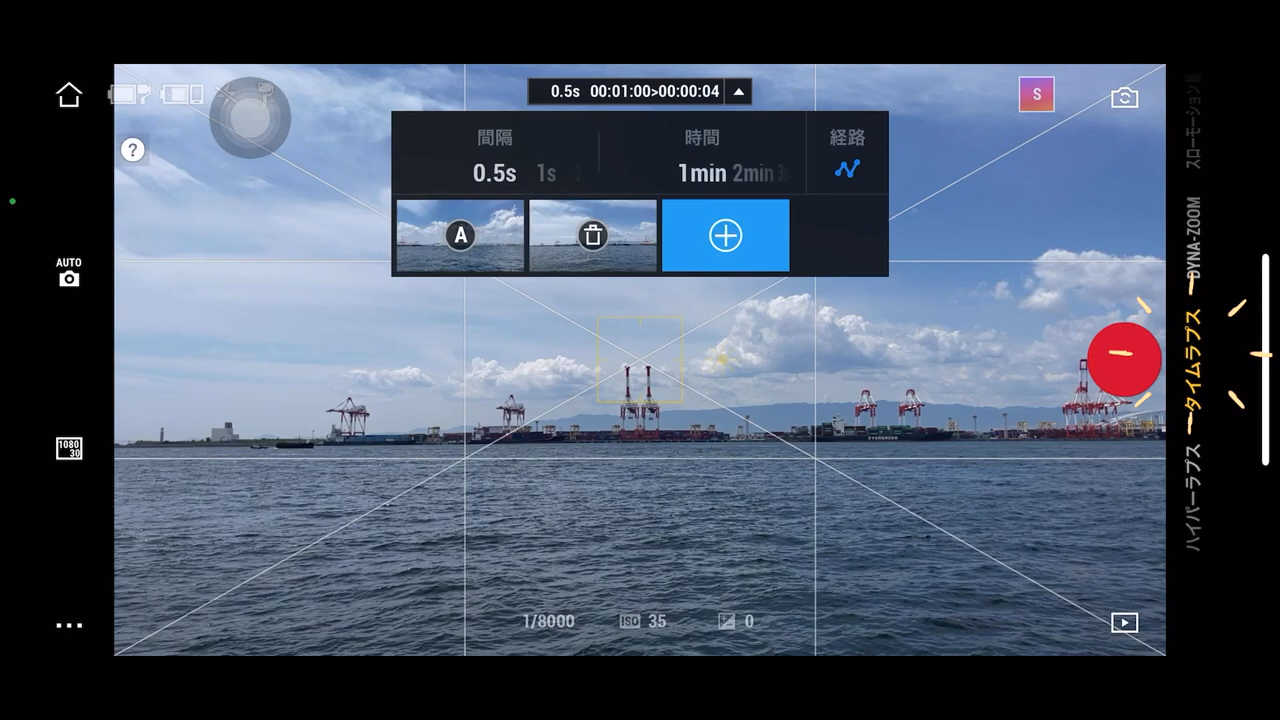 0.5s 00:01:00>00:00:04
S
?
間隔 時間 経路
0.5s 1s 1min 2min
A
AUTO
1080
30
EVERGREEN
1/8000 ISO 35 0
スローモーション
DYNA-ZOOM
タイムラプス
ハイパーラプス